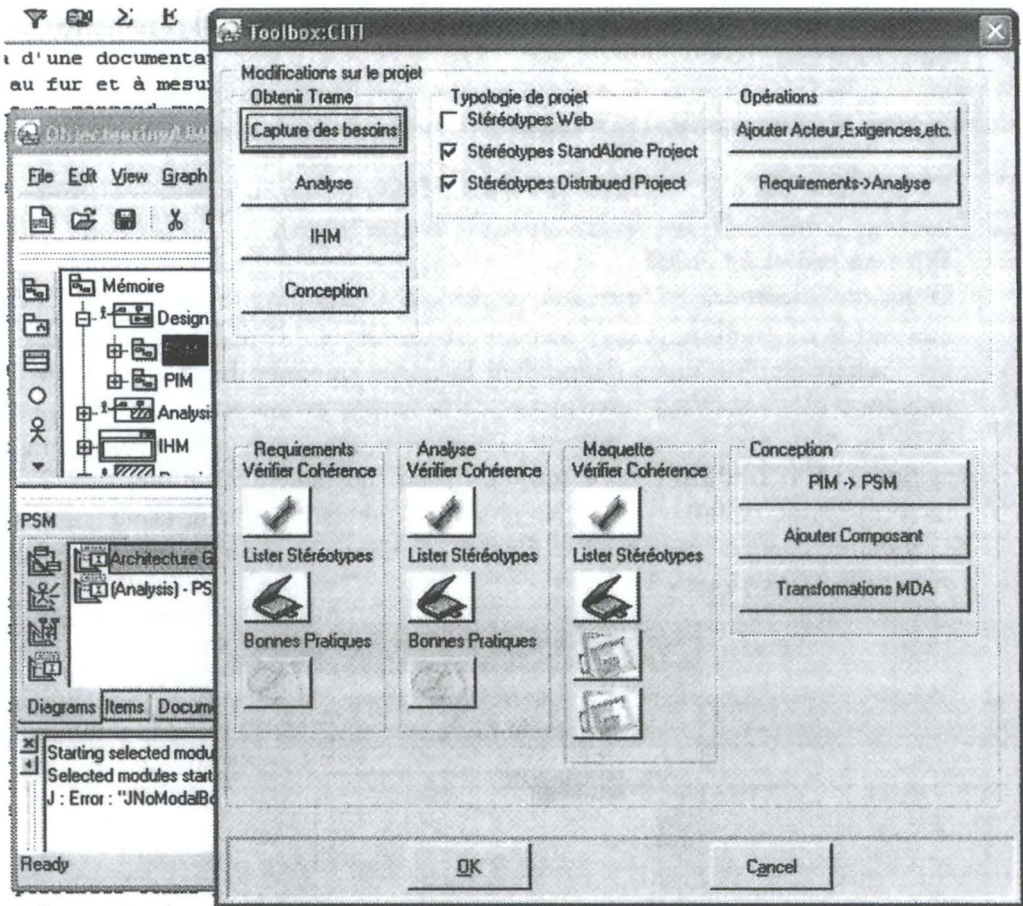 à d'une documenta
au fur et à mesu
Toolbox:CITI
Modifications sur le projet
Obtenir Trame
Capture des besoins
Analyse
IHM
Conception
Typologie de projet
Stéréotypes Web
Stéréotypes StandAlone Project
Stéréotypes Distribued Project
Opérations
Ajouter Acteur,Exigences,etc.
Requirements->Analyse
File Edit View Graph
Mémoire
Design
PIM
Analysi
IHM
PSM
Architecture G
(Analysis) - PS
Diagrams Items Docum
Starting selected modu
Selected modules start
J : Error : "JNoModalBo
Ready
Requirements
Vérifier Cohérence
Lister Stéréotypes
Bonnes Pratiques
Analyse
Vérifier Cohérence
Lister Stéréotypes
Bonnes Pratiques
Maquette
Vérifier Cohérence
Lister Stéréotypes
Conception
PIM -> PSM
Ajouter Composant
Transformations MDA
OK
Cancel